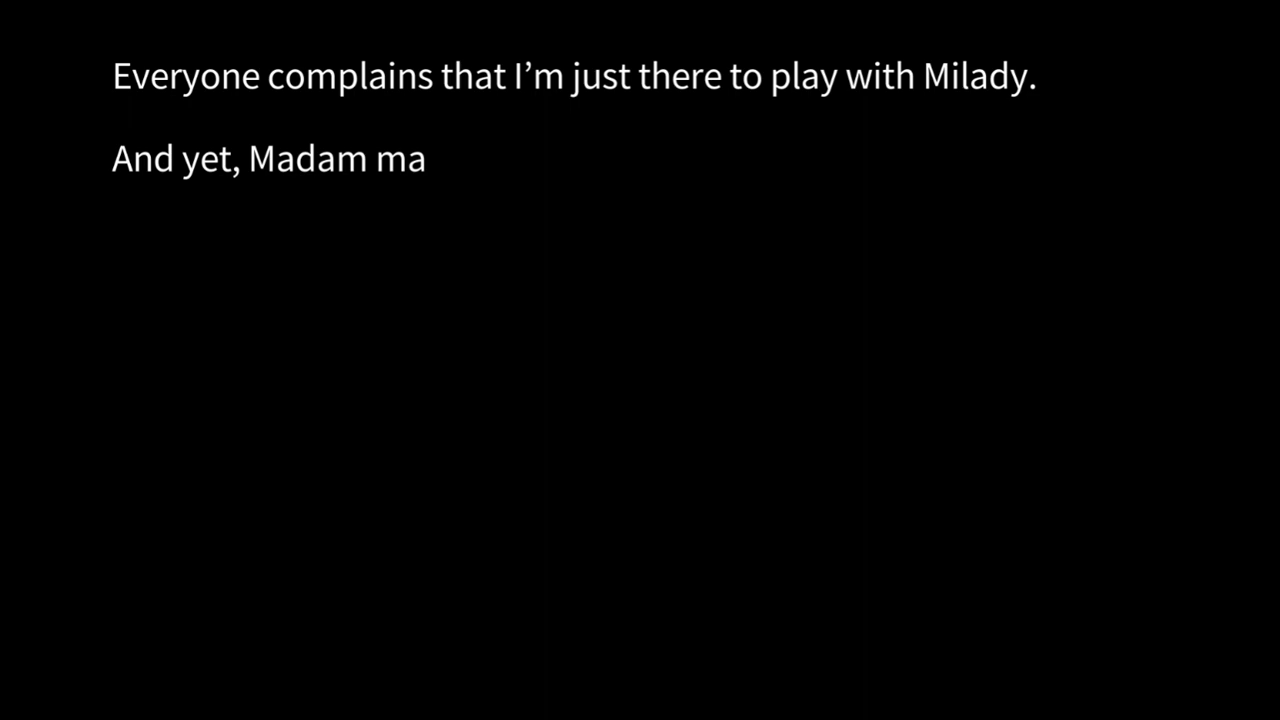 Everyone complains that I’m just there to play with Milady.
And yet, Madam ma